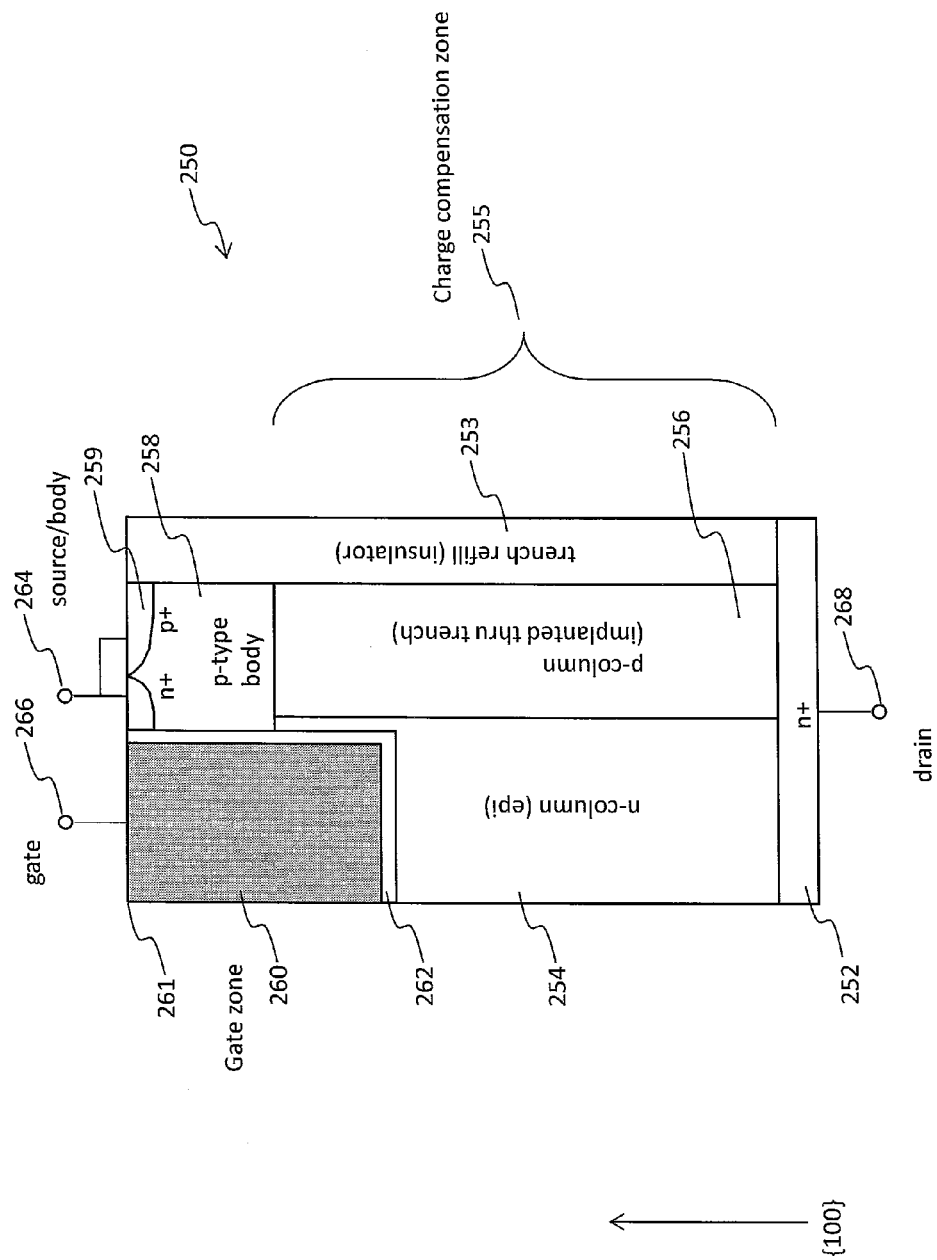 250
Charge compensation zone
255
264
source/body
259
258
253
256
266
gate
n+
p+
p-type
body
p-column
(implanted thru trench)
trench refill (insulator)
n-column (epi)
n+
268
drain
261
Gate zone
260
262
254
252
{100}